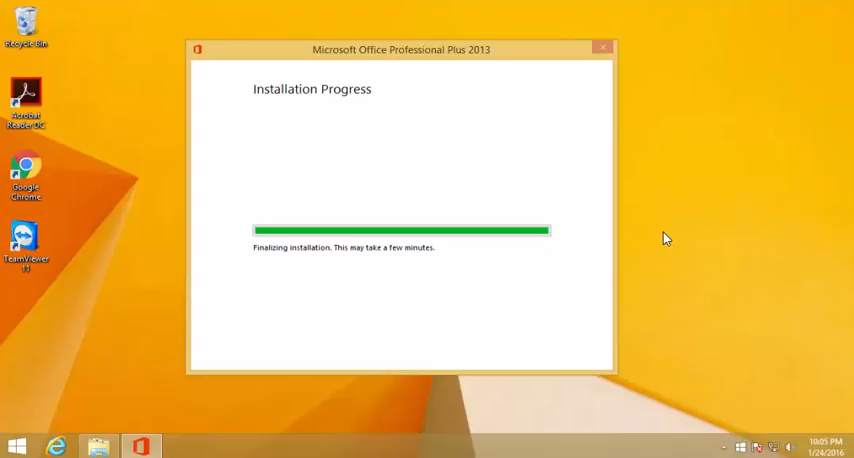 Recycle Bin
Acrobat
Reader DC
Google
Chrome
TeamViewer
11
Microsoft Office Professional Plus 2013
Installation Progress
Finalizing installation. This may take a few minutes.
10:05 PM
1/24/2016